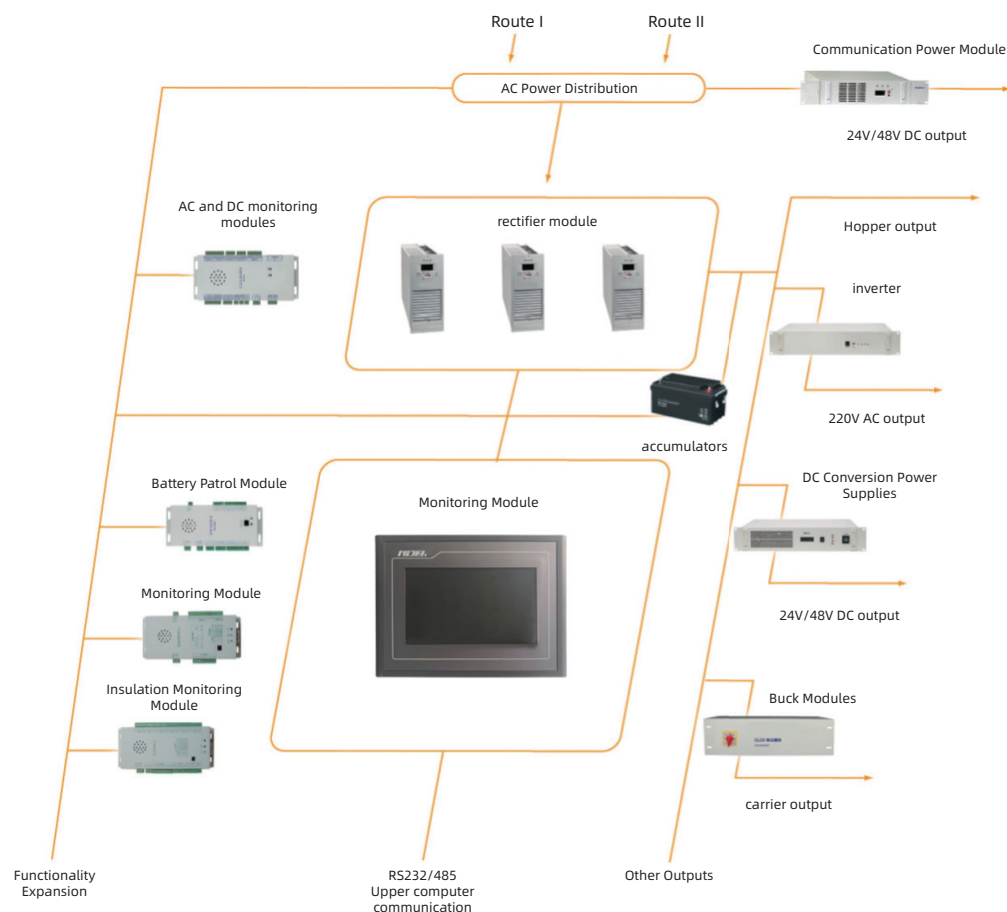 Route I
Route II
Communication Power Module
AC Power Distribution
24V/48V DC output
AC and DC monitoring
modules
rectifier module
Hopper output
inverter
220V AC output
accumulators
Battery Patrol Module
Monitoring Module
DC Conversion Power
Supplies
Monitoring Module
24V/48V DC output
Insulation Monitoring
Module
Buck Modules
carrier output
Functionality
Expansion
RS232/485
Upper computer
communication
Other Outputs